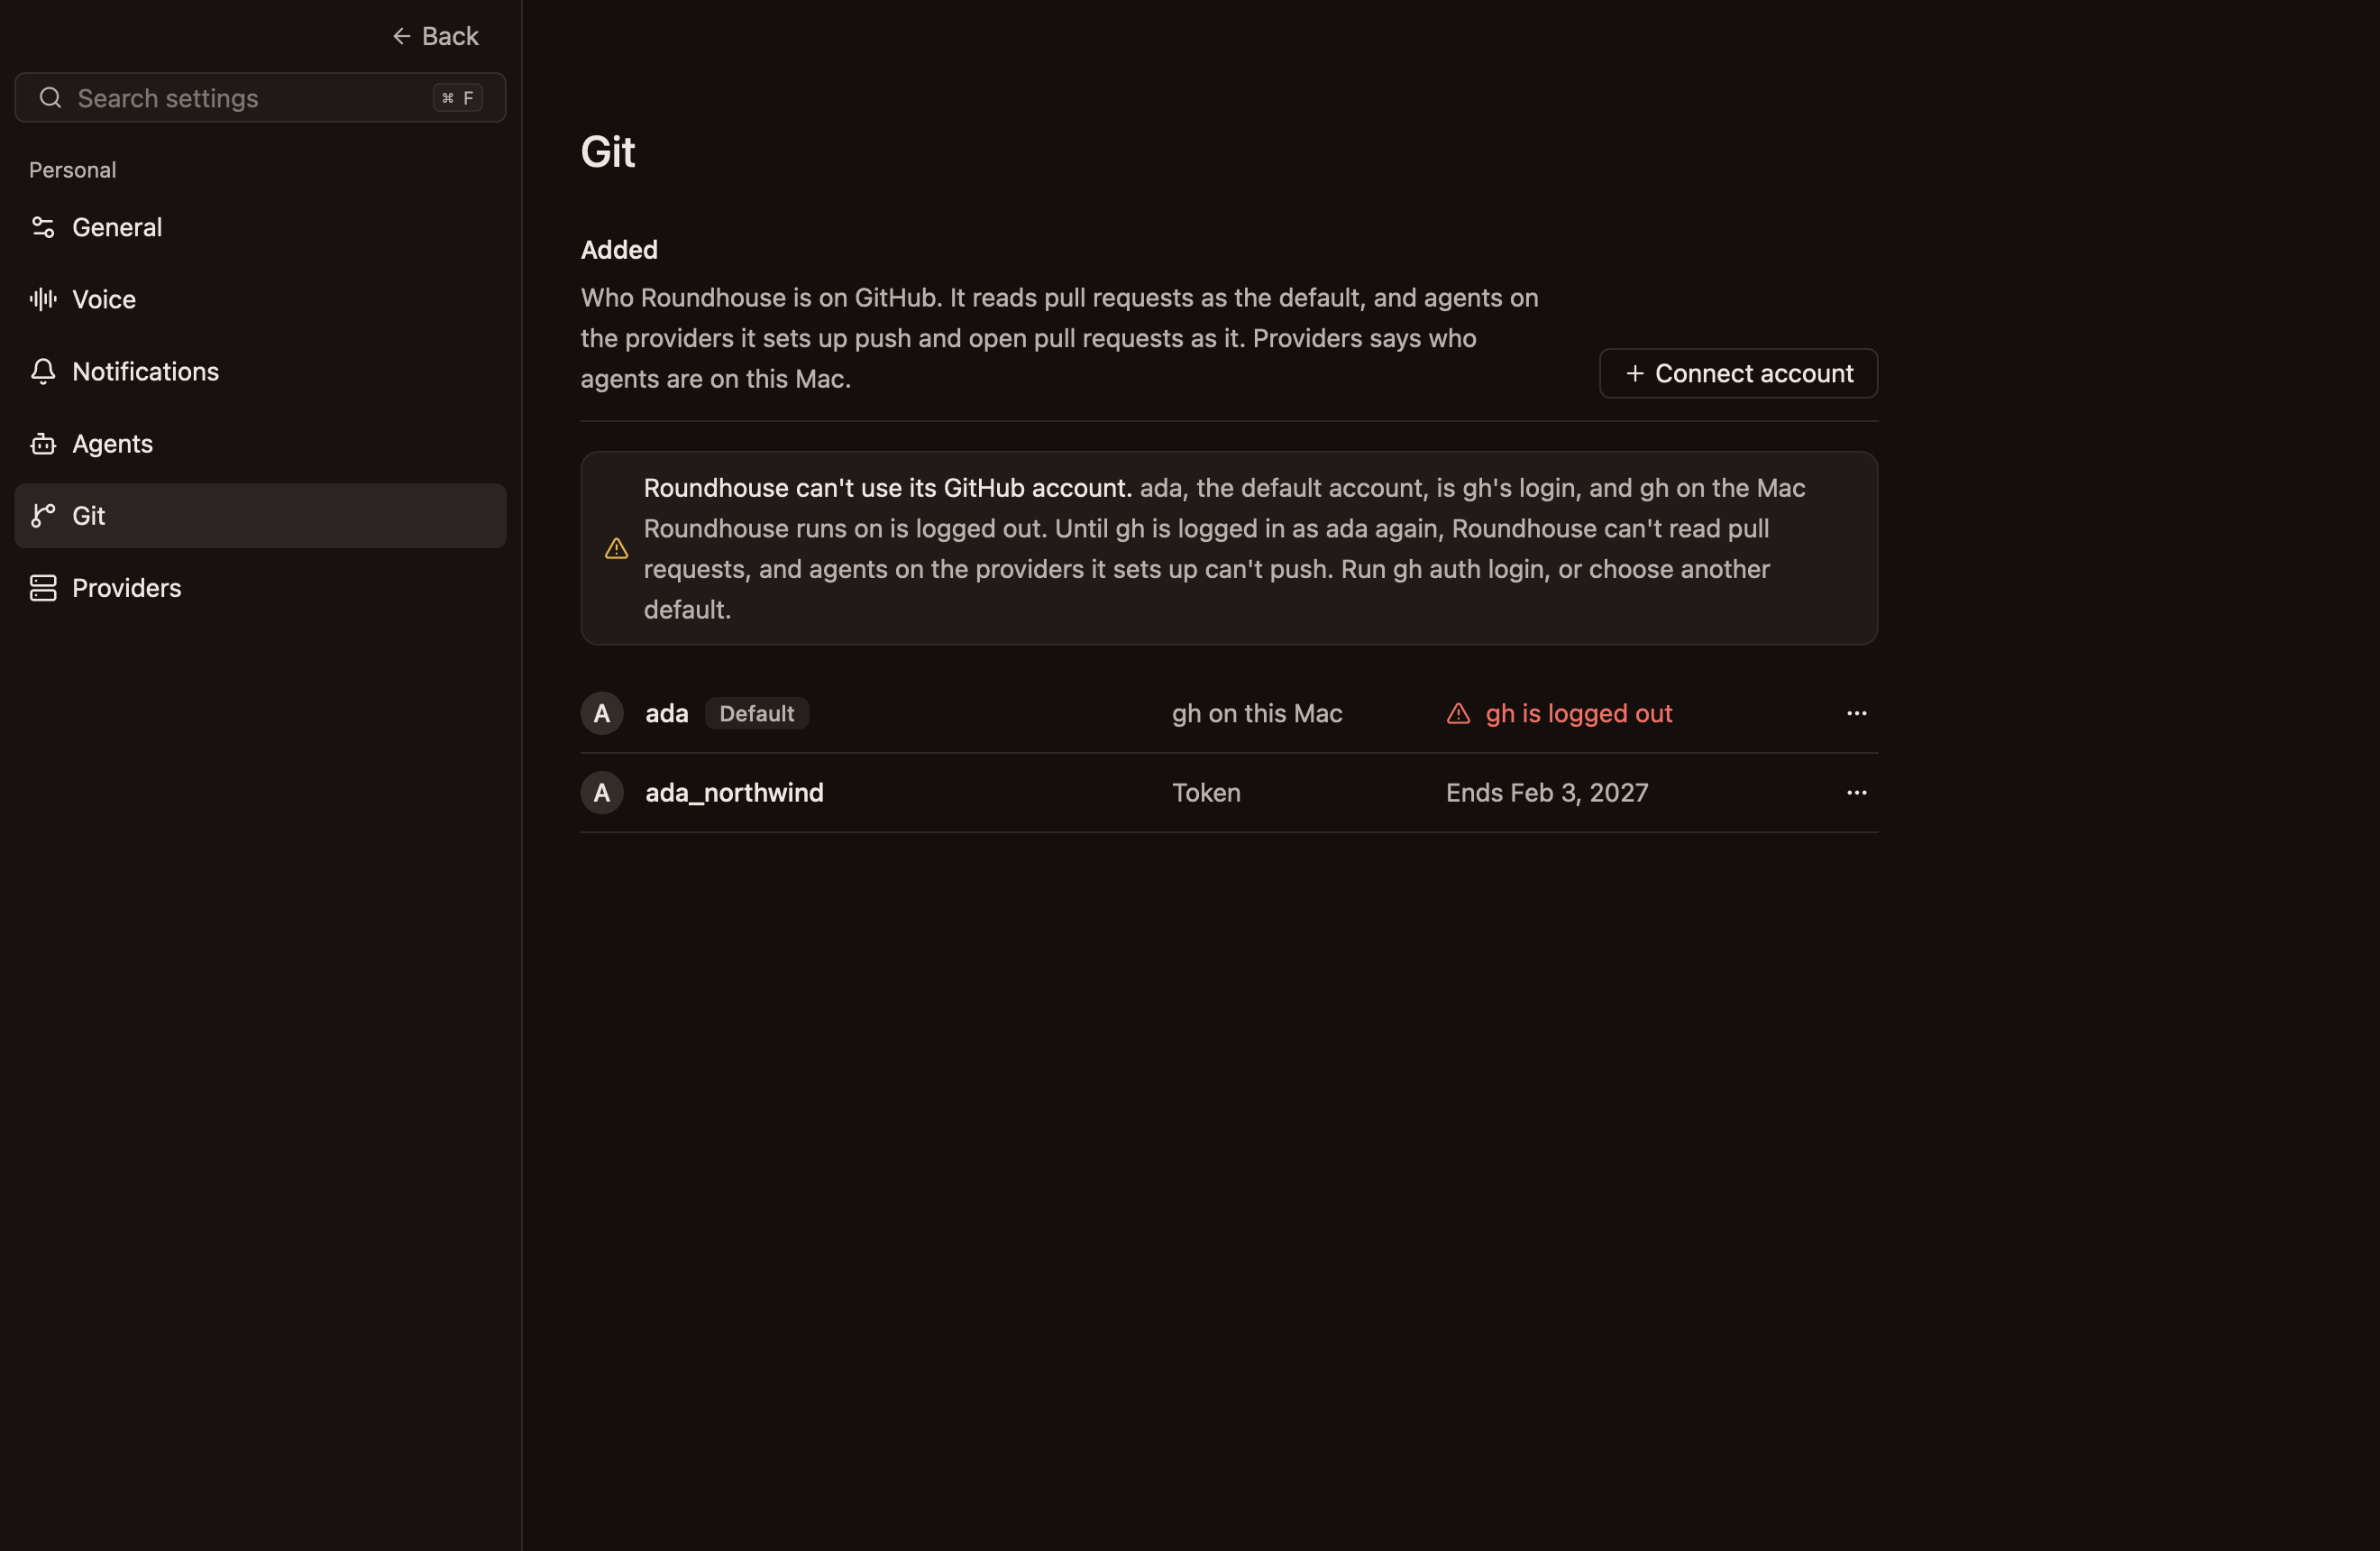 Back
Search settings
⌘ F
Personal
General
Voice
Notifications
Agents
Git
Providers
Git
Added
Who Roundhouse is on GitHub. It reads pull requests as the default, and agents on
the providers it sets up push and open pull requests as it. Providers says who
agents are on this Mac.
Connect account
Roundhouse can't use its GitHub account. ada, the default account, is gh's login, and gh on the Mac
Roundhouse runs on is logged out. Until gh is logged in as ada again, Roundhouse can't read pull
requests, and agents on the providers it sets up can't push. Run gh auth login, or choose another
default.
A ada Default gh on this Mac gh is logged out
A ada_northwind Token Ends Feb 3, 2027